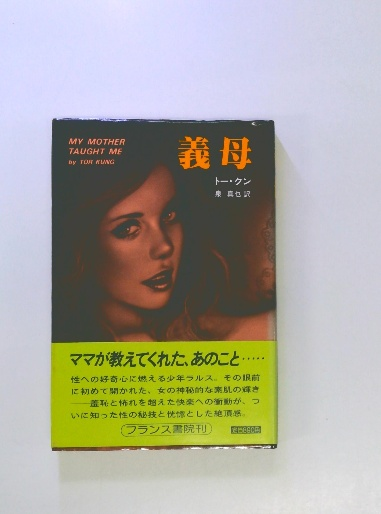 MY MOTHER
TAUGHT ME
by TOR KUNG
義母
トー・クン
泉 真也 訳
ママが教えてくれた、あのこと……
性への好奇心に燃える少年ラルス。その眼前
に初めて開かれた、女の神秘的な素肌の輝き
——羞恥と怖れを超えた快楽への衝動が、つ
いに知った性の秘技と恍惚とした絶頂感。
フランス書院刊